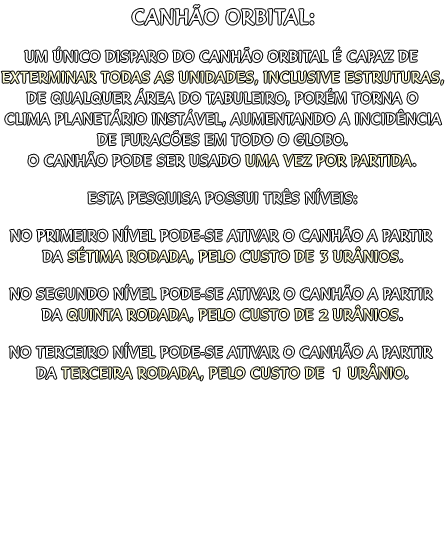 CANHÃO ORBITAL:
UM ÚNICO DISPARO DO CANHÃO ORBITAL É CAPAZ DE
EXTERMINAR TODAS AS UNIDADES, INCLUSIVE ESTRUTURAS,
DE QUALQUER ÁREA DO TABULEIRO, PORÉM TORNA O
CLIMA PLANETÁRIO INSTÁVEL, AUMENTANDO A INCIDÊNCIA
DE FURACÕES EM TODO O GLOBO.
O CANHÃO PODE SER USADO UMA VEZ POR PARTIDA.
ESTA PESQUISA POSSUI TRÊS NÍVEIS:
NO PRIMEIRO NÍVEL PODE-SE ATIVAR O CANHÃO A PARTIR
DA SÉTIMA RODADA, PELO CUSTO DE 3 URÂNIOS.
NO SEGUNDO NÍVEL PODE-SE ATIVAR O CANHÃO A PARTIR
DA QUINTA RODADA, PELO CUSTO DE 2 URÂNIOS.
NO TERCEIRO NÍVEL PODE-SE ATIVAR O CANHÃO A PARTIR
DA TERCEIRA RODADA, PELO CUSTO DE 1 URÂNIO.